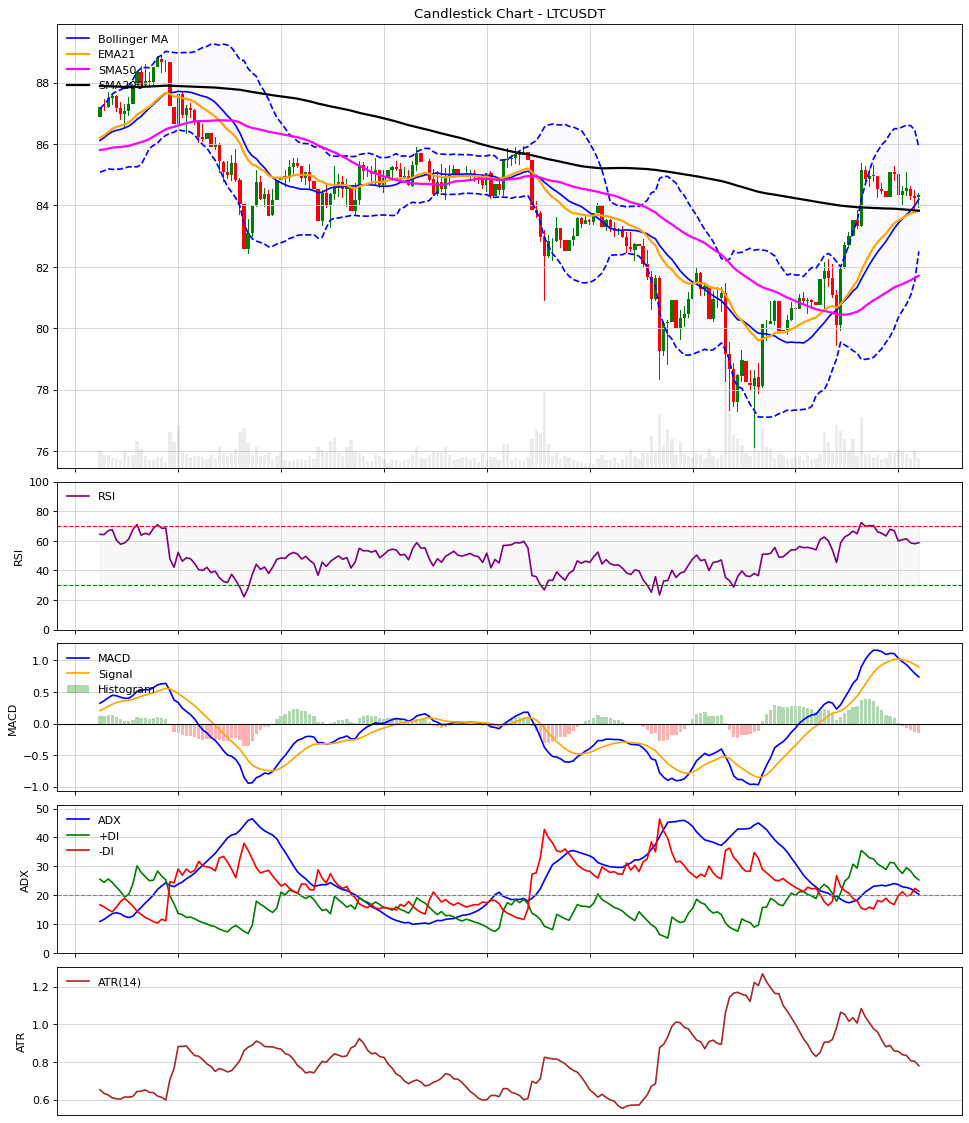 Candlestick Chart - LTCUSDT
Bollinger MA
EMA21
SMA50
SMA200
88
86
84
82
80
78
76
RSI
100
80
60
40
20
0
RSI
MACD
Signal
Histogram
1.0
0.5
0.0
−0.5
−1.0
MACD
ADX
+DI
-DI
50
40
30
20
10
0
ADX
ATR(14)
1.2
1.0
0.8
0.6
ATR